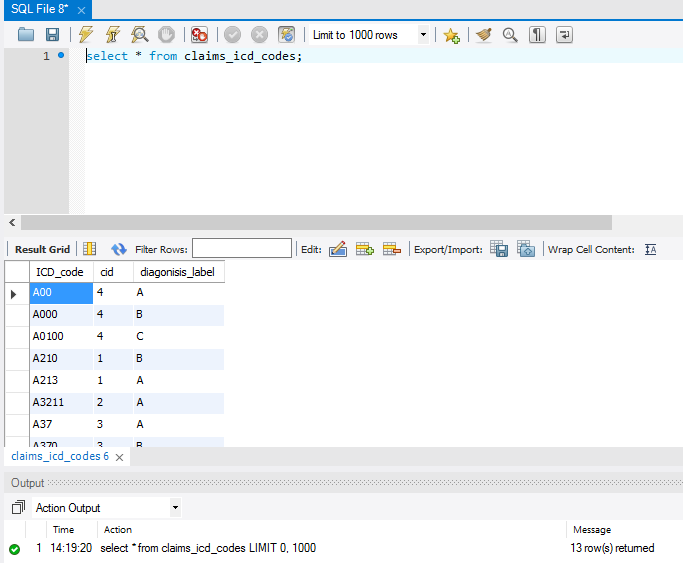 SQL File 8*
Limit to 1000 rows
1 select * from claims_icd_codes;
Result Grid Filter Rows: Edit: Export/Import: Wrap Cell Content:
ICD_code cid diagonisis_label
A00 4 A
A000 4 B
A0100 4 C
A210 1 B
A213 1 A
A3211 2 A
A37 3 A
A370 3 B
claims_icd_codes 6
Output
Action Output
Time Action Message
1 14:19:20 select * from claims_icd_codes LIMIT 0, 1000 13 row(s) returned